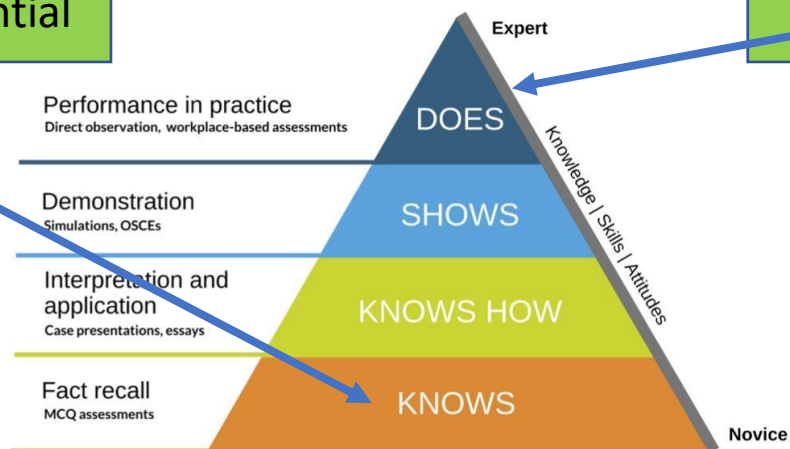 ntial
Expert
Performance in practice
Direct observation, workplace-based assessments
DOES
Demonstration
Simulations, OSCEs
SHOWS
Knowledge | Skills | Attitudes
Interpretation and
application
Case presentations, essays
KNOWS HOW
Fact recall
MCQ assessments
KNOWS
Novice